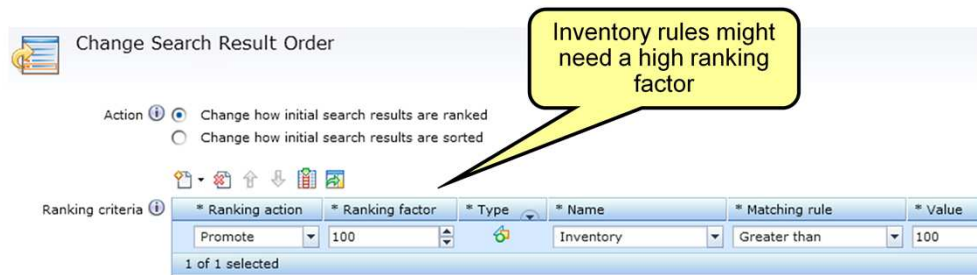 Change Search Result Order
Inventory rules might
need a high ranking
factor
Action
Change how initial search results are ranked
Change how initial search results are sorted
Ranking criteria
* Ranking action * Ranking factor * Type * Name * Matching rule * Value
Promote 100 Inventory Greater than 100
1 of 1 selected